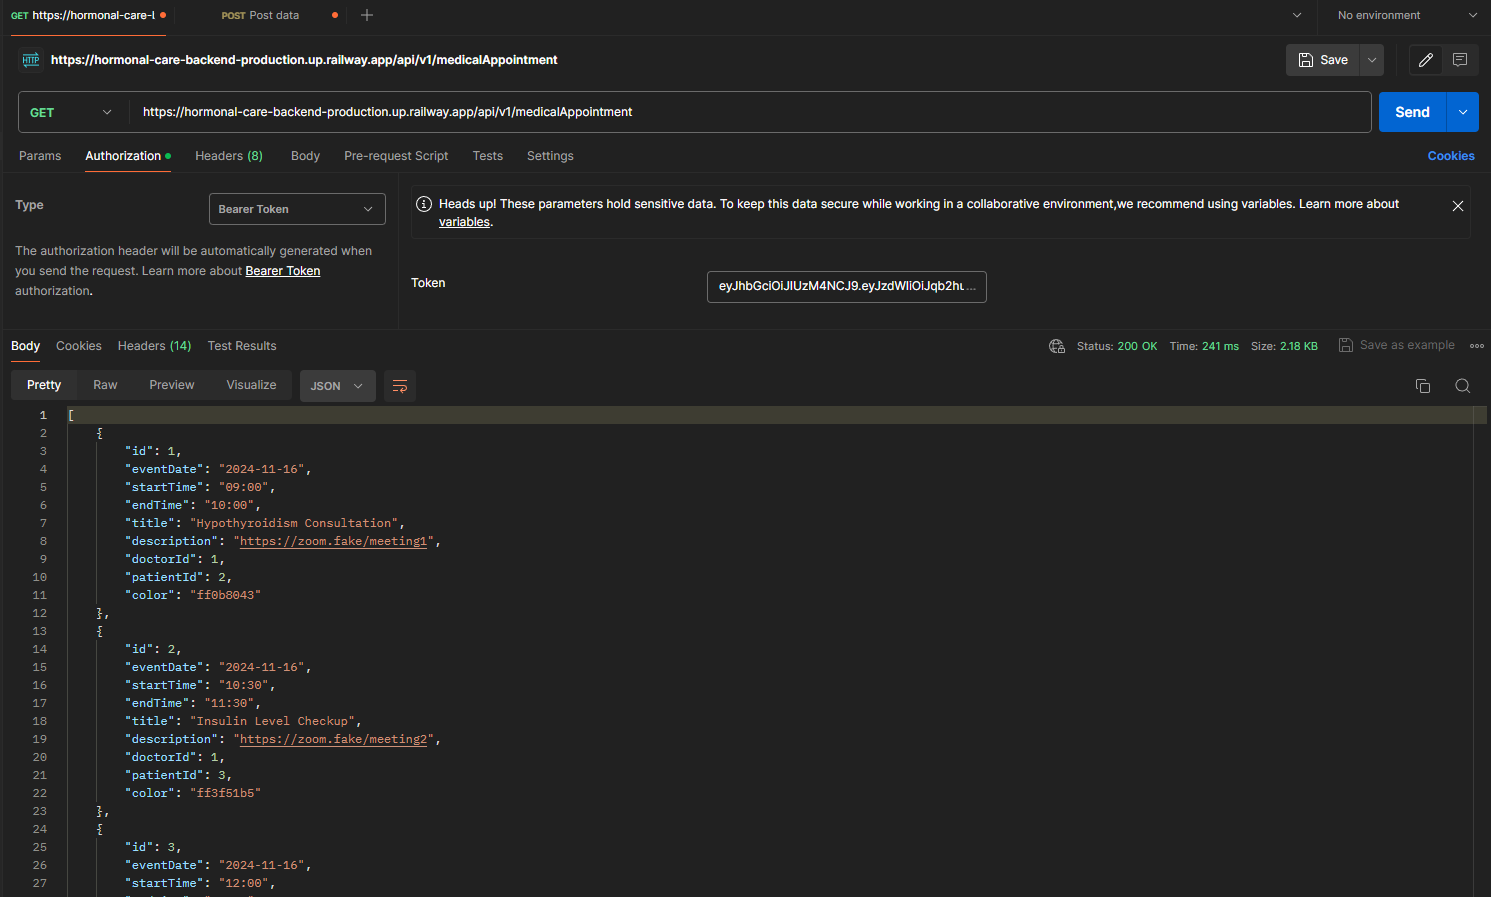 GET https://hormonal-care-l
POST Post data
No environment
HTTP https://hormonal-care-backend-production.up.railway.app/api/v1/medicalAppointment
Save
GET https://hormonal-care-backend-production.up.railway.app/api/v1/medicalAppointment
Send
Params Authorization Headers (8) Body Pre-request Script Tests Settings
Cookies
Type Bearer Token
The authorization header will be automatically generated when
you send the request. Learn more about Bearer Token
authorization.
Heads up! These parameters hold sensitive data. To keep this data secure while working in a collaborative environment,we recommend using variables. Learn more about
variables.
Token
eyJhbGciOiJIUzM4NCJ9.eyJzdWIiOiJqb2hu...
Body Cookies Headers (14) Test Results
Status: 200 OK Time: 241 ms Size: 2.18 KB Save as example
Pretty Raw Preview Visualize JSON
1 [
2 {
3 "id": 1,
4 "eventDate": "2024-11-16",
5 "startTime": "09:00",
6 "endTime": "10:00",
7 "title": "Hypothyroidism Consultation",
8 "description": "https://zoom.fake/meeting1",
9 "doctorId": 1,
10 "patientId": 2,
11 "color": "ff0b8043"
12 },
13 {
14 "id": 2,
15 "eventDate": "2024-11-16",
16 "startTime": "10:30",
17 "endTime": "11:30",
18 "title": "Insulin Level Checkup",
19 "description": "https://zoom.fake/meeting2",
20 "doctorId": 1,
21 "patientId": 3,
22 "color": "ff3f51b5"
23 },
24 {
25 "id": 3,
26 "eventDate": "2024-11-16",
27 "startTime": "12:00",